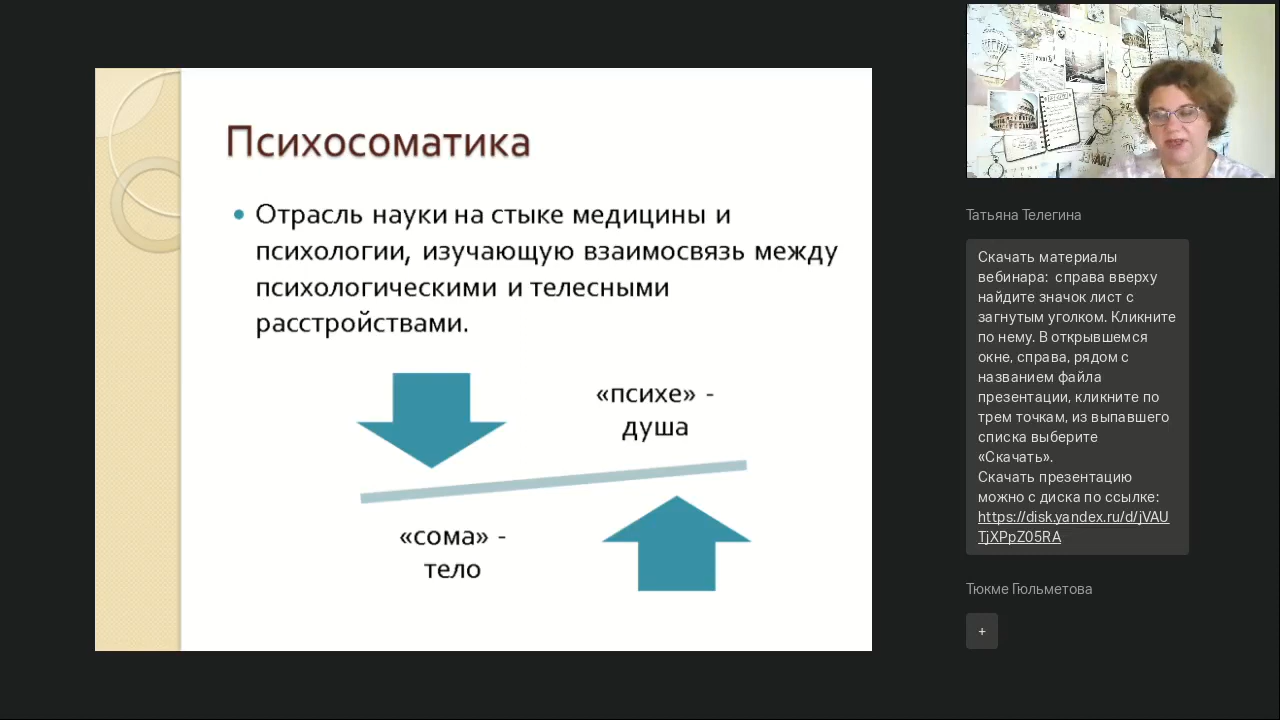 Психосоматика
Отрасль науки на стыке медицины и
психологии, изучающую взаимосвязь между
психологическими и телесными
расстройствами.
«психе» -
душа
«сома» -
тело
Татьяна Телегина
Скачать материалы
вебинара: справа вверху
найдите значок лист с
загнутым уголком. Кликните
по нему. В открывшемся
окне, справа, рядом с
названием файла
презентации, кликните по
трем точкам, из выпавшего
списка выберите
«Скачать».
Скачать презентацию
можно с диска по ссылке:
https://disk.yandex.ru/d/jVAU
TjXPpZ05RA
Тюкме Гюльметова
+